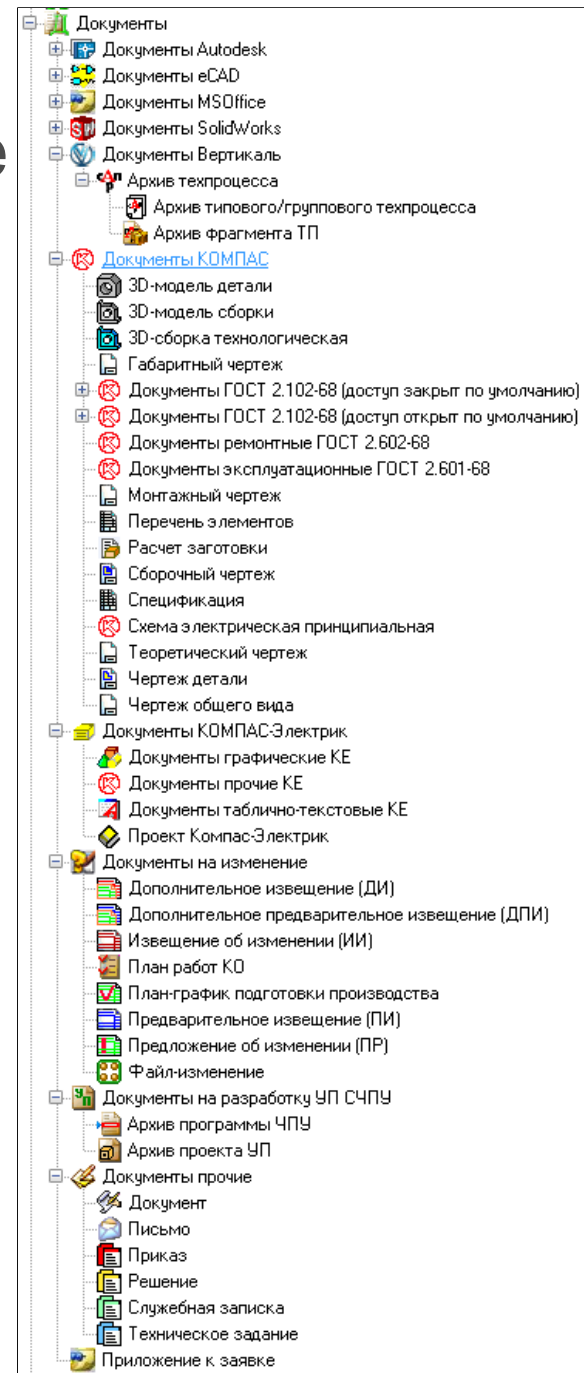 Документы
Документы Autodesk
Документы eCAD
Документы MSOffice
Документы SolidWorks
Документы Вертикаль
Архив техпроцесса
Архив типового/группового техпроцесса
Архив фрагмента ТП
Документы КОМПАС
3D-модель детали
3D-модель сборки
3D-сборка технологическая
Габаритный чертеж
Документы ГОСТ 2.102-68 (доступ закрыт по умолчанию)
Документы ГОСТ 2.102-68 (доступ открыт по умолчанию)
Документы ремонтные ГОСТ 2.602-68
Документы эксплуатационные ГОСТ 2.601-68
Монтажный чертеж
Перечень элементов
Расчет заготовки
Сборочный чертеж
Спецификация
Схема электрическая принципиальная
Теоретический чертеж
Чертеж детали
Чертеж общего вида
Документы КОМПАС-Электрик
Документы графические КЕ
Документы прочие КЕ
Документы таблично-текстовые КЕ
Проект Компас-Электрик
Документы на изменение
Дополнительное извещение (ДИ)
Дополнительное предварительное извещение (ДПИ)
Извещение об изменении (ИИ)
План работ КО
План-график подготовки производства
Предварительное извещение (ПИ)
Предложение об изменении (ПР)
Файл-изменение
Документы на разработку УП СЧПУ
Архив программы ЧПУ
Архив проекта УП
Документы прочие
Документ
Письмо
Приказ
Решение
Служебная записка
Техническое задание
Приложение к заявке